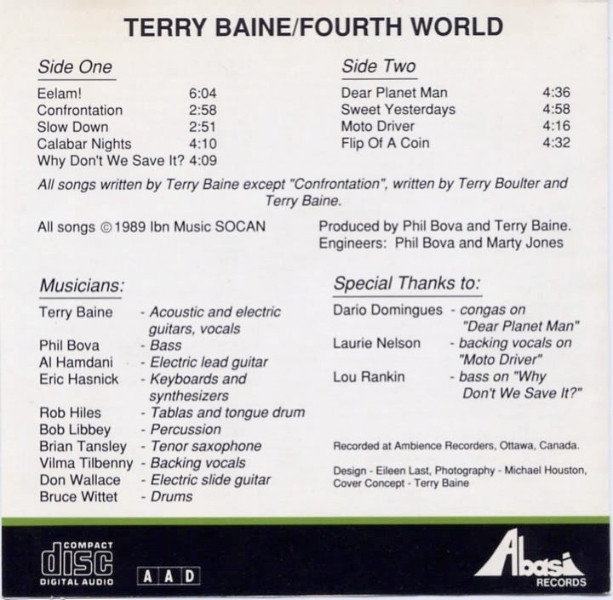 TERRY BAINE/FOURTH WORLD
Side One
Eelam! 6:04
Confrontation 2:58
Slow Down 2:51
Calabar Nights 4:10
Why Don't We Save It? 4:09
Side Two
Dear Planet Man 4:36
Sweet Yesterdays 4:58
Moto Driver 4:16
Flip Of A Coin 4:32
All songs written by Terry Baine except "Confrontation", written by Terry Boulter and
Terry Baine.
All songs ©1989 Ibn Music SOCAN
Produced by Phil Bova and Terry Baine.
Engineers: Phil Bova and Marty Jones
Musicians:
Terry Baine - Acoustic and electric
guitars, vocals
Phil Bova - Bass
Al Hamdani - Electric lead guitar
Eric Hasnick - Keyboards and
synthesizers
Rob Hiles - Tablas and tongue drum
Bob Libbey - Percussion
Brian Tansley - Tenor saxophone
Vilma Tilbenny - Backing vocals
Don Wallace - Electric slide guitar
Bruce Wittet - Drums
Special Thanks to:
Dario Domingues - congas on
"Dear Planet Man"
Laurie Nelson - backing vocals on
"Moto Driver"
Lou Rankin - bass on "Why
Don't We Save It?"
Recorded at Ambience Recorders, Ottawa, Canada.
Design - Eileen Last, Photography - Michael Houston,
Cover Concept - Terry Baine
COMPACT
disc
DIGITAL AUDIO
A A D
Abasi
RECORDS